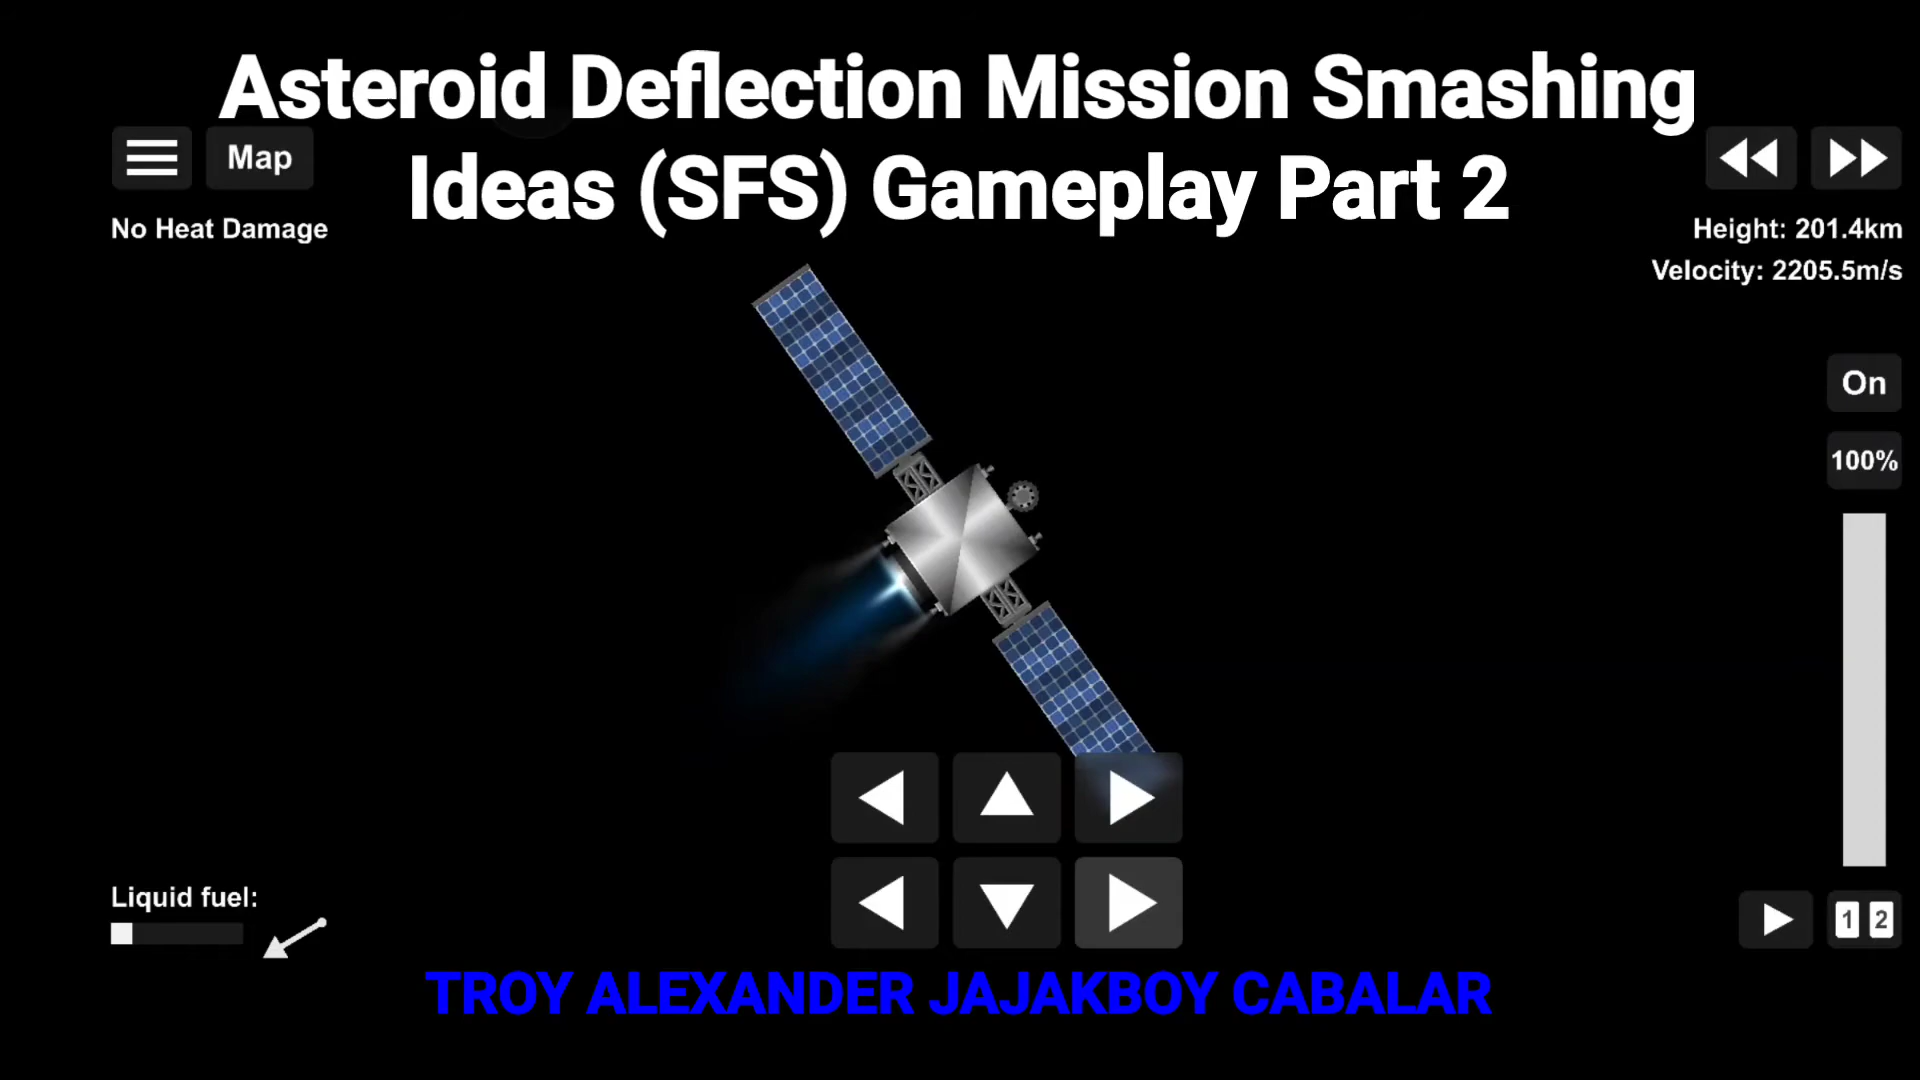 Asteroid Deflection Mission Smashing
Ideas (SFS) Gameplay Part 2
Map
No Heat Damage
Height: 201.4km
Velocity: 2205.5m/s
On
100%
Liquid fuel:
1 2
TROY ALEXANDER JAJAKBOY CABALAR